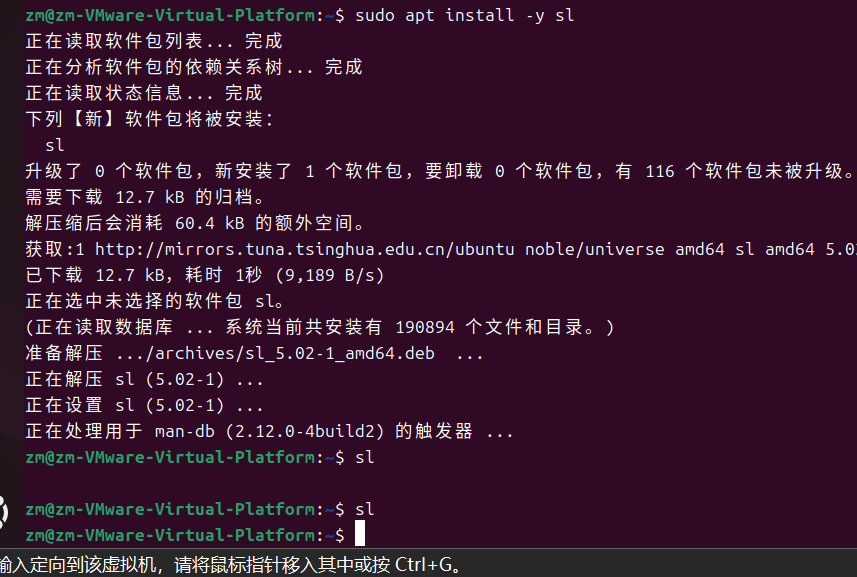 zm@zm-VMware-Virtual-Platform:~$ sudo apt install -y sl
正在读取软件包列表... 完成
正在分析软件包的依赖关系树... 完成
正在读取状态信息... 完成
下列【新】软件包将被安装：
  sl
升级了 0 个软件包，新安装了 1 个软件包，要卸载 0 个软件包，有 116 个软件包未被升级。
需要下载 12.7 kB 的归档。
解压缩后会消耗 60.4 kB 的额外空间。
获取:1 http://mirrors.tuna.tsinghua.edu.cn/ubuntu noble/universe amd64 sl amd64 5.02
已下载 12.7 kB，耗时 1秒 (9,189 B/s)
正在选中未选择的软件包 sl。
(正在读取数据库 ... 系统当前共安装有 190894 个文件和目录。)
准备解压 .../archives/sl_5.02-1_amd64.deb  ...
正在解压 sl (5.02-1) ...
正在设置 sl (5.02-1) ...
正在处理用于 man-db (2.12.0-4build2) 的触发器 ...
zm@zm-VMware-Virtual-Platform:~$ sl
zm@zm-VMware-Virtual-Platform:~$ sl
zm@zm-VMware-Virtual-Platform:~$
输入定向到该虚拟机，请将鼠标指针移入其中或按 Ctrl+G。